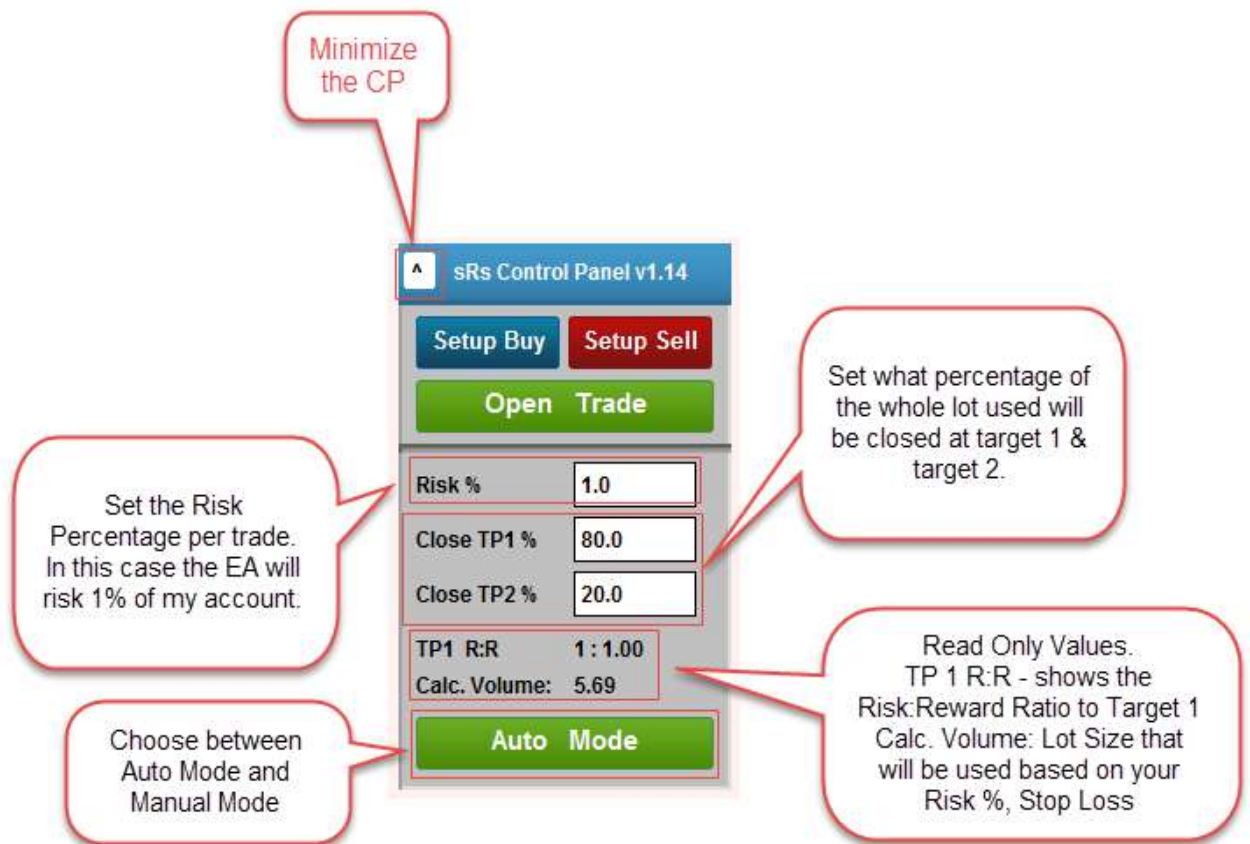 Minimize
the CP
^ sRs Control Panel v1.14
Setup Buy Setup Sell
Open Trade
Set what percentage of
the whole lot used will
be closed at target 1 &
target 2.
Set the Risk
Percentage per trade.
In this case the EA will
risk 1% of my account.
Risk % 1.0
Close TP1 % 80.0
Close TP2 % 20.0
TP1 R:R 1 : 1.00
Calc. Volume: 5.69
Read Only Values.
TP 1 R:R - shows the
Risk:Reward Ratio to Target 1
Calc. Volume: Lot Size that
will be used based on your
Risk %, Stop Loss
Choose between
Auto Mode and
Manual Mode
Auto Mode